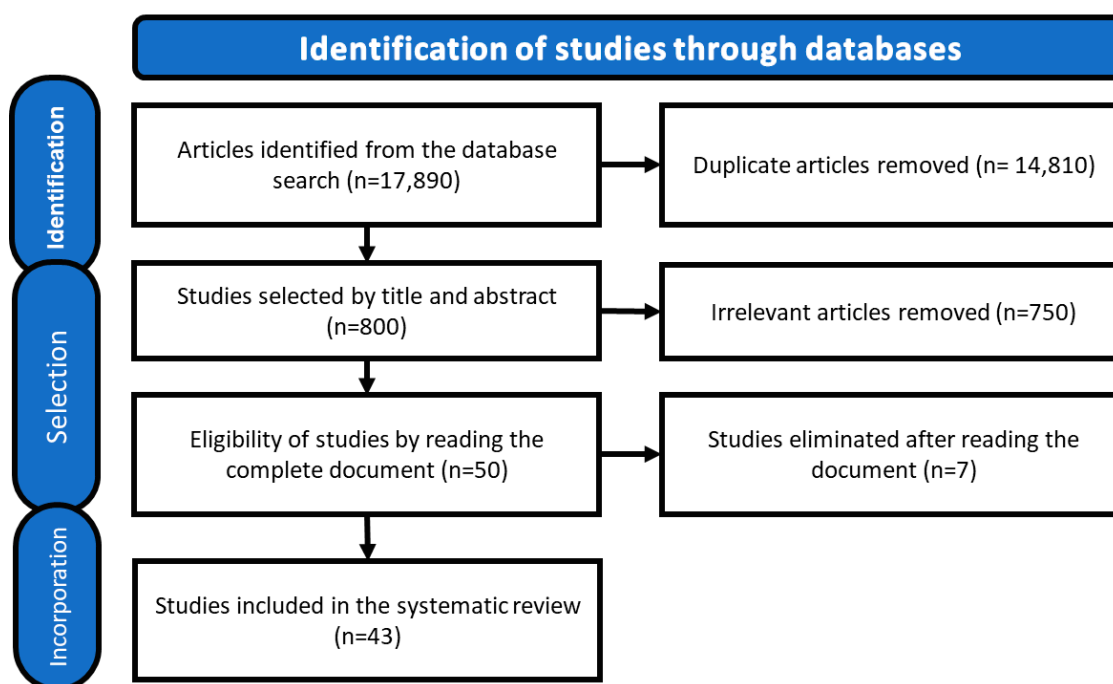 Identification of studies through databases
Identification
Articles identified from the database
search (n=17,890)
Duplicate articles removed (n= 14,810)
Selection
Studies selected by title and abstract
(n=800)
Irrelevant articles removed (n=750)
Eligibility of studies by reading the
complete document (n=50)
Studies eliminated after reading the
document (n=7)
Incorporation
Studies included in the systematic review
(n=43)